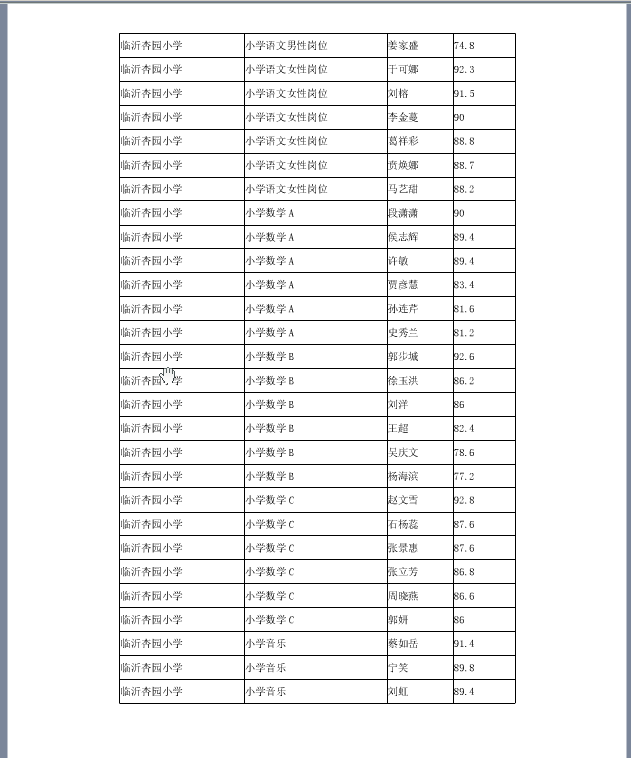 临沂杏园小学 小学语文男性岗位 姜家盛 74.8
临沂杏园小学 小学语文女性岗位 于可娜 92.3
临沂杏园小学 小学语文女性岗位 刘榕 91.5
临沂杏园小学 小学语文女性岗位 李金蔓 90
临沂杏园小学 小学语文女性岗位 葛祥彩 88.8
临沂杏园小学 小学语文女性岗位 贲焕娜 88.7
临沂杏园小学 小学语文女性岗位 马艺甜 88.2
临沂杏园小学 小学数学A 段潇潇 90
临沂杏园小学 小学数学A 侯志辉 89.4
临沂杏园小学 小学数学A 许敏 89.4
临沂杏园小学 小学数学A 贾彦慧 83.4
临沂杏园小学 小学数学A 孙连芹 81.6
临沂杏园小学 小学数学A 史秀兰 81.2
临沂杏园小学 小学数学B 郭步城 92.6
临沂杏园小学 小学数学B 徐玉洪 86.2
临沂杏园小学 小学数学B 刘洋 86
临沂杏园小学 小学数学B 王超 82.4
临沂杏园小学 小学数学B 吴庆文 78.6
临沂杏园小学 小学数学B 杨海滨 77.2
临沂杏园小学 小学数学C 赵文雪 92.8
临沂杏园小学 小学数学C 石杨蕊 87.6
临沂杏园小学 小学数学C 张景惠 87.6
临沂杏园小学 小学数学C 张立芳 86.8
临沂杏园小学 小学数学C 周晓燕 86.6
临沂杏园小学 小学数学C 郭妍 86
临沂杏园小学 小学音乐 蔡如岳 91.4
临沂杏园小学 小学音乐 宁笑 89.8
临沂杏园小学 小学音乐 刘虹 89.4